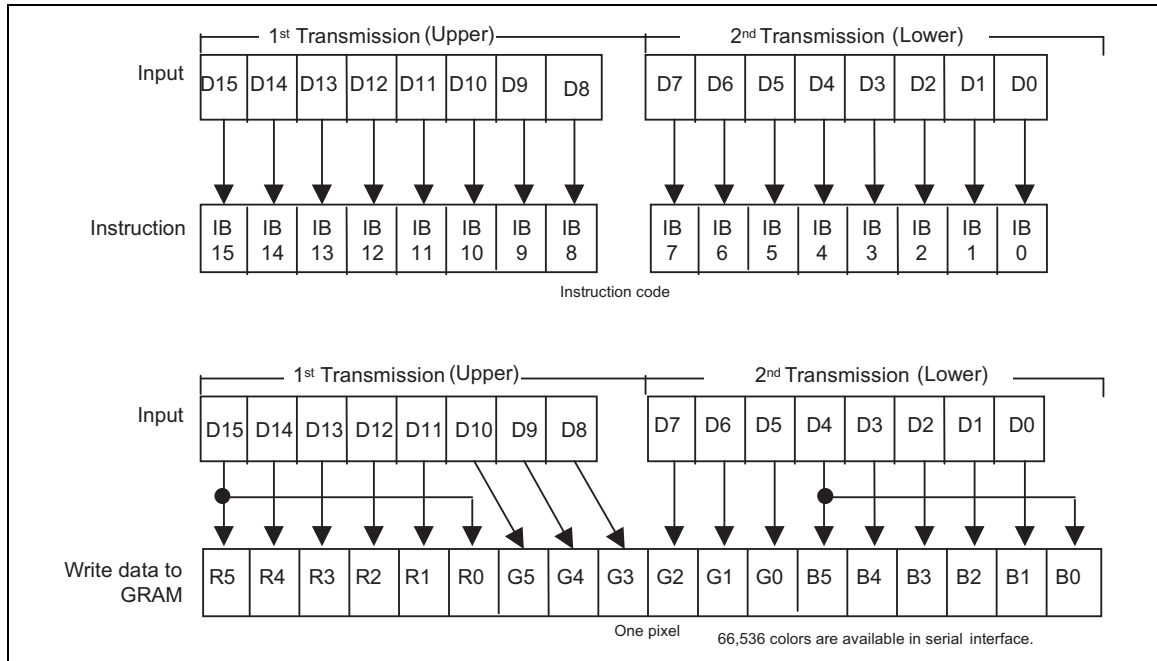 1st Transmission (Upper) 2nd Transmission (Lower)
Input D15 D14 D13 D12 D11 D10 D9 D8 D7 D6 D5 D4 D3 D2 D1 D0
Instruction IB 15 IB 14 IB 13 IB 12 IB 11 IB 10 IB 9 IB 8 IB 7 IB 6 IB 5 IB 4 IB 3 IB 2 IB 1 IB 0
Instruction code
1st Transmission (Upper) 2nd Transmission (Lower)
Input D15 D14 D13 D12 D11 D10 D9 D8 D7 D6 D5 D4 D3 D2 D1 D0
Write data to
GRAM
R5 R4 R3 R2 R1 R0 G5 G4 G3 G2 G1 G0 B5 B4 B3 B2 B1 B0
One pixel 66,536 colors are available in serial interface.